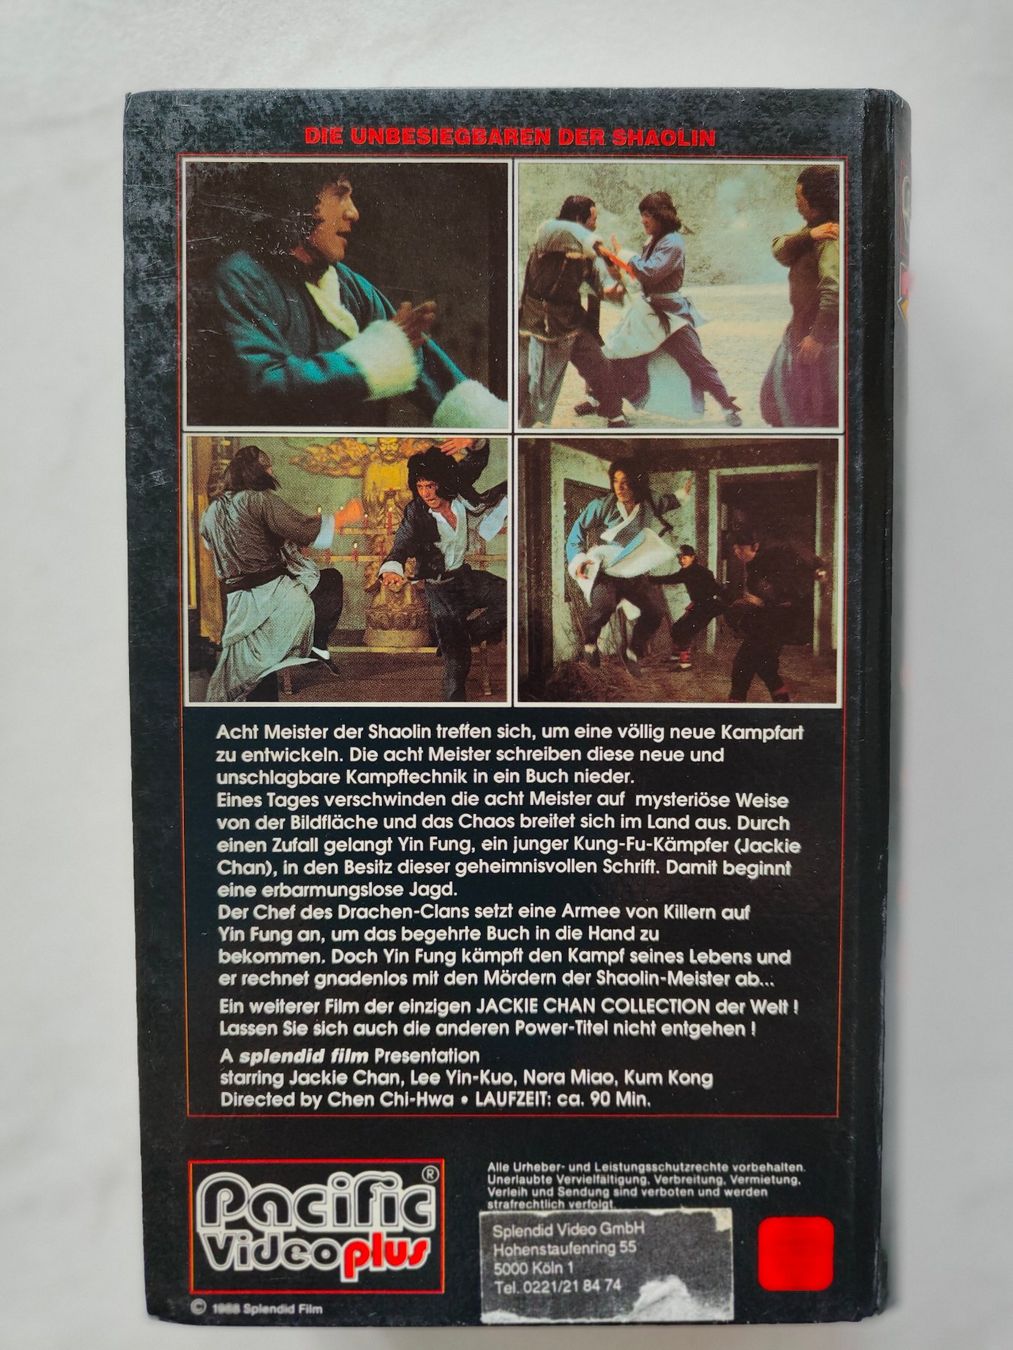 DIE UNBESIEGBAREN DER SHAOLIN
Acht Meister der Shaolin treffen sich, um eine völlig neue Kampfart
zu entwickeln. Die acht Meister schreiben diese neue und
unschlagbare Kampftechnik in ein Buch nieder.
Eines Tages verschwinden die acht Meister auf mysteriöse Weise
von der Bildfläche und das Chaos breitet sich im Land aus. Durch
einen Zufall gelangt Yin Fung, ein junger Kung-Fu-Kämpfer (Jackie
Chan), in den Besitz dieser geheimnisvollen Schrift. Damit beginnt
eine erbarmungslose Jagd.
Der Chef des Drachen-Clans setzt eine Armee von Killern auf
Yin Fung an, um das begehrte Buch in die Hand zu
bekommen. Doch Yin Fung kämpft den Kampf seines Lebens und
er rechnet gnadenlos mit den Mördern der Shaolin-Meister ab...
Ein weiterer Film der einzigen JACKIE CHAN COLLECTION der Welt !
Lassen Sie sich auch die anderen Power-Titel nicht entgehen !
A splendid film Presentation
starring Jackie Chan, Lee Yin-Kuo, Nora Miao, Kum Kong
Directed by Chen Chi-Hwa • LAUFZEIT: ca. 90 Min.
Pacific ®
Video plus
© Splendid Film
Alle Urheber- und Leistungsschutzrechte vorbehalten.
Unerlaubte Vervielfältigung, Verbreitung, Vermietung,
Verleih und Sendung sind verboten und werden
strafrechtlich verfolgt.
Splendid Video GmbH
Hohenstaufenring 55
5000 Köln 1
Tel. 0221/21 84 74